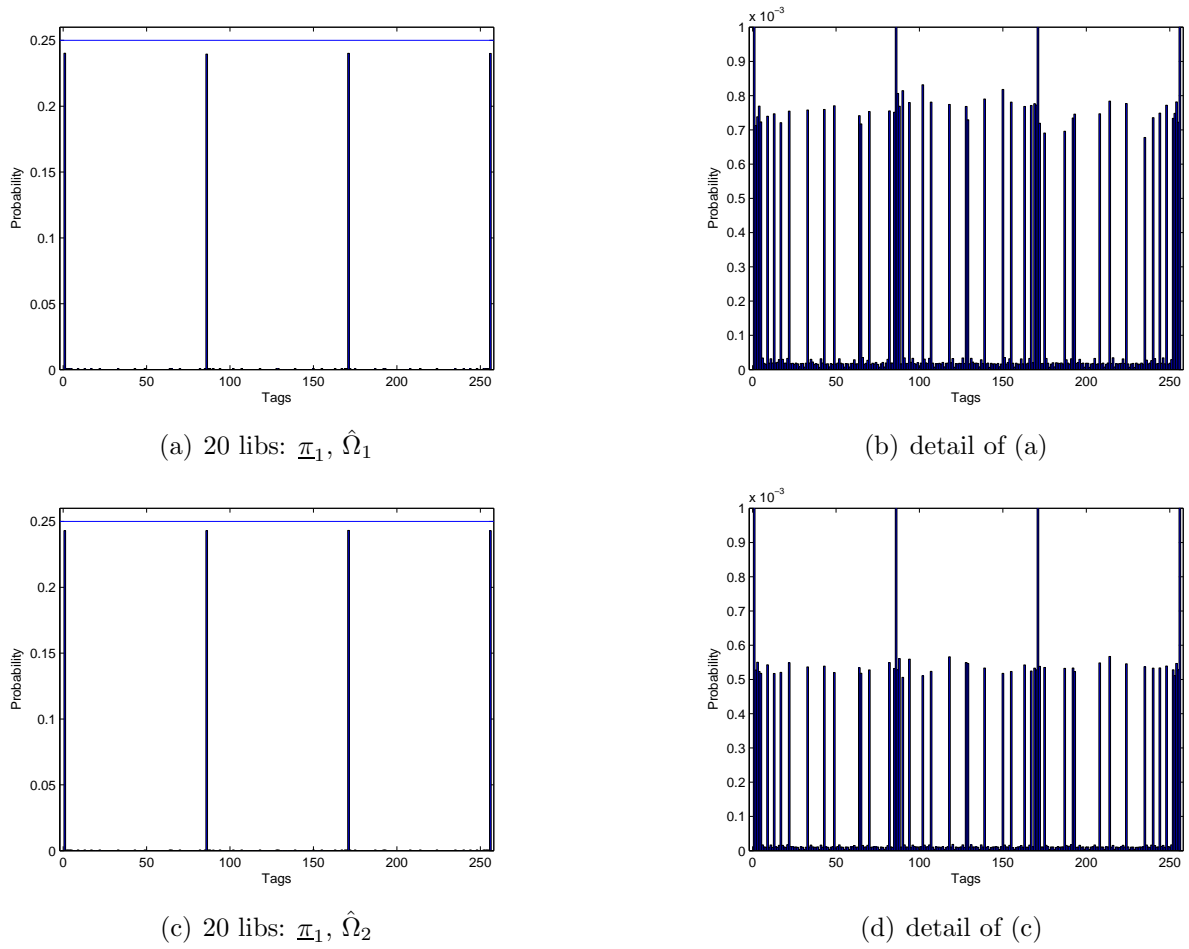 0.25
0.2
0.15
0.1
0.05
0
Probability
0 50 100 150 200 250
Tags
(a) 20 libs: π₁, Ω̂₁
x 10⁻³
1
0.9
0.8
0.7
0.6
0.5
0.4
0.3
0.2
0.1
0
Probability
0 50 100 150 200 250
Tags
(b) detail of (a)
0.25
0.2
0.15
0.1
0.05
0
Probability
0 50 100 150 200 250
Tags
(c) 20 libs: π₁, Ω̂₂
x 10⁻³
1
0.9
0.8
0.7
0.6
0.5
0.4
0.3
0.2
0.1
0
Probability
0 50 100 150 200 250
Tags
(d) detail of (c)